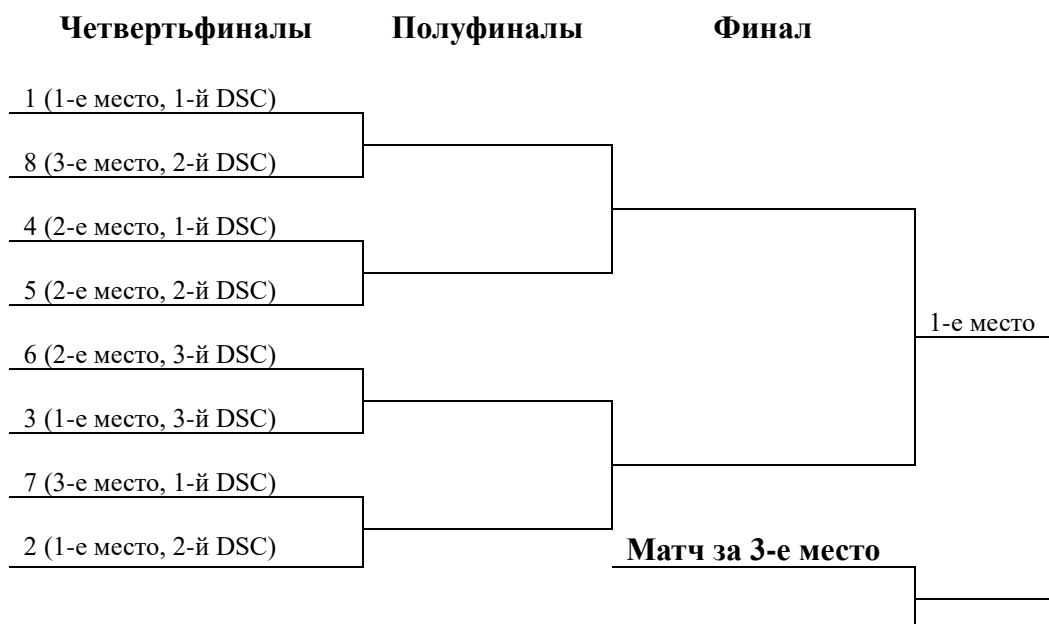 Четвертьфиналы Полуфиналы Финал
1 (1-е место, 1-й DSC)
8 (3-е место, 2-й DSC)
4 (2-е место, 1-й DSC)
5 (2-е место, 2-й DSC)
1-е место
6 (2-е место, 3-й DSC)
3 (1-е место, 3-й DSC)
7 (3-е место, 1-й DSC)
2 (1-е место, 2-й DSC)
Матч за 3-е место